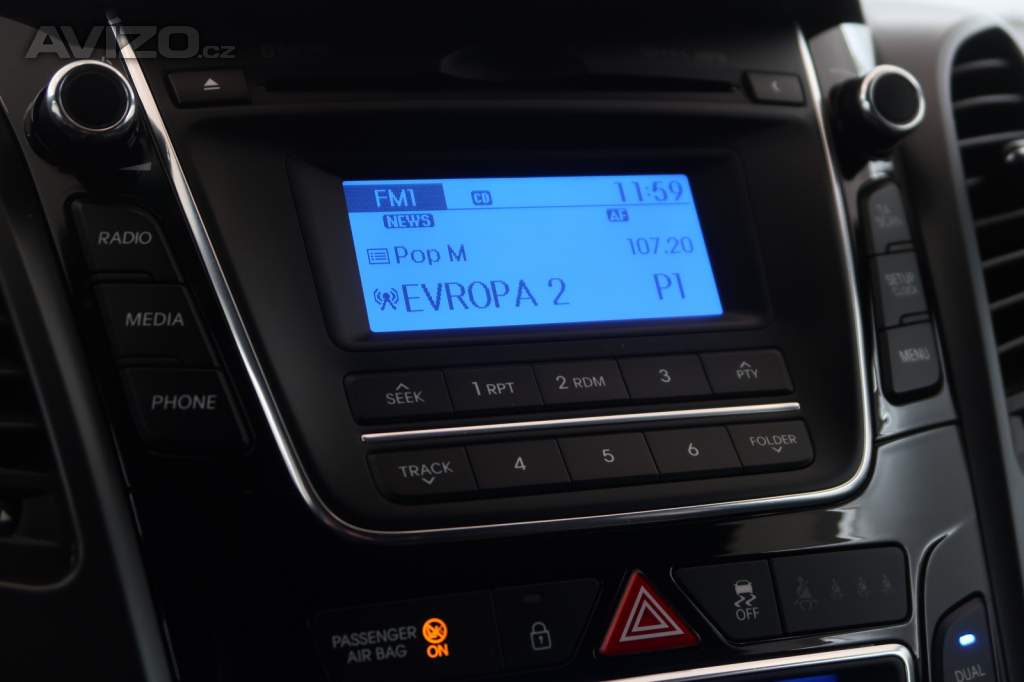 AVIZO.cz
FM1 CD 11:59
NEWS AF
Pop M 107.20
EVROPA 2 P1
RADIO
MEDIA
PHONE
SETUP
CLOCK
MENU
SEEK 1 RPT 2 RDM 3 PTY
TRACK 4 5 6 FOLDER
PASSENGER
AIR BAG ON
OFF
DUAL